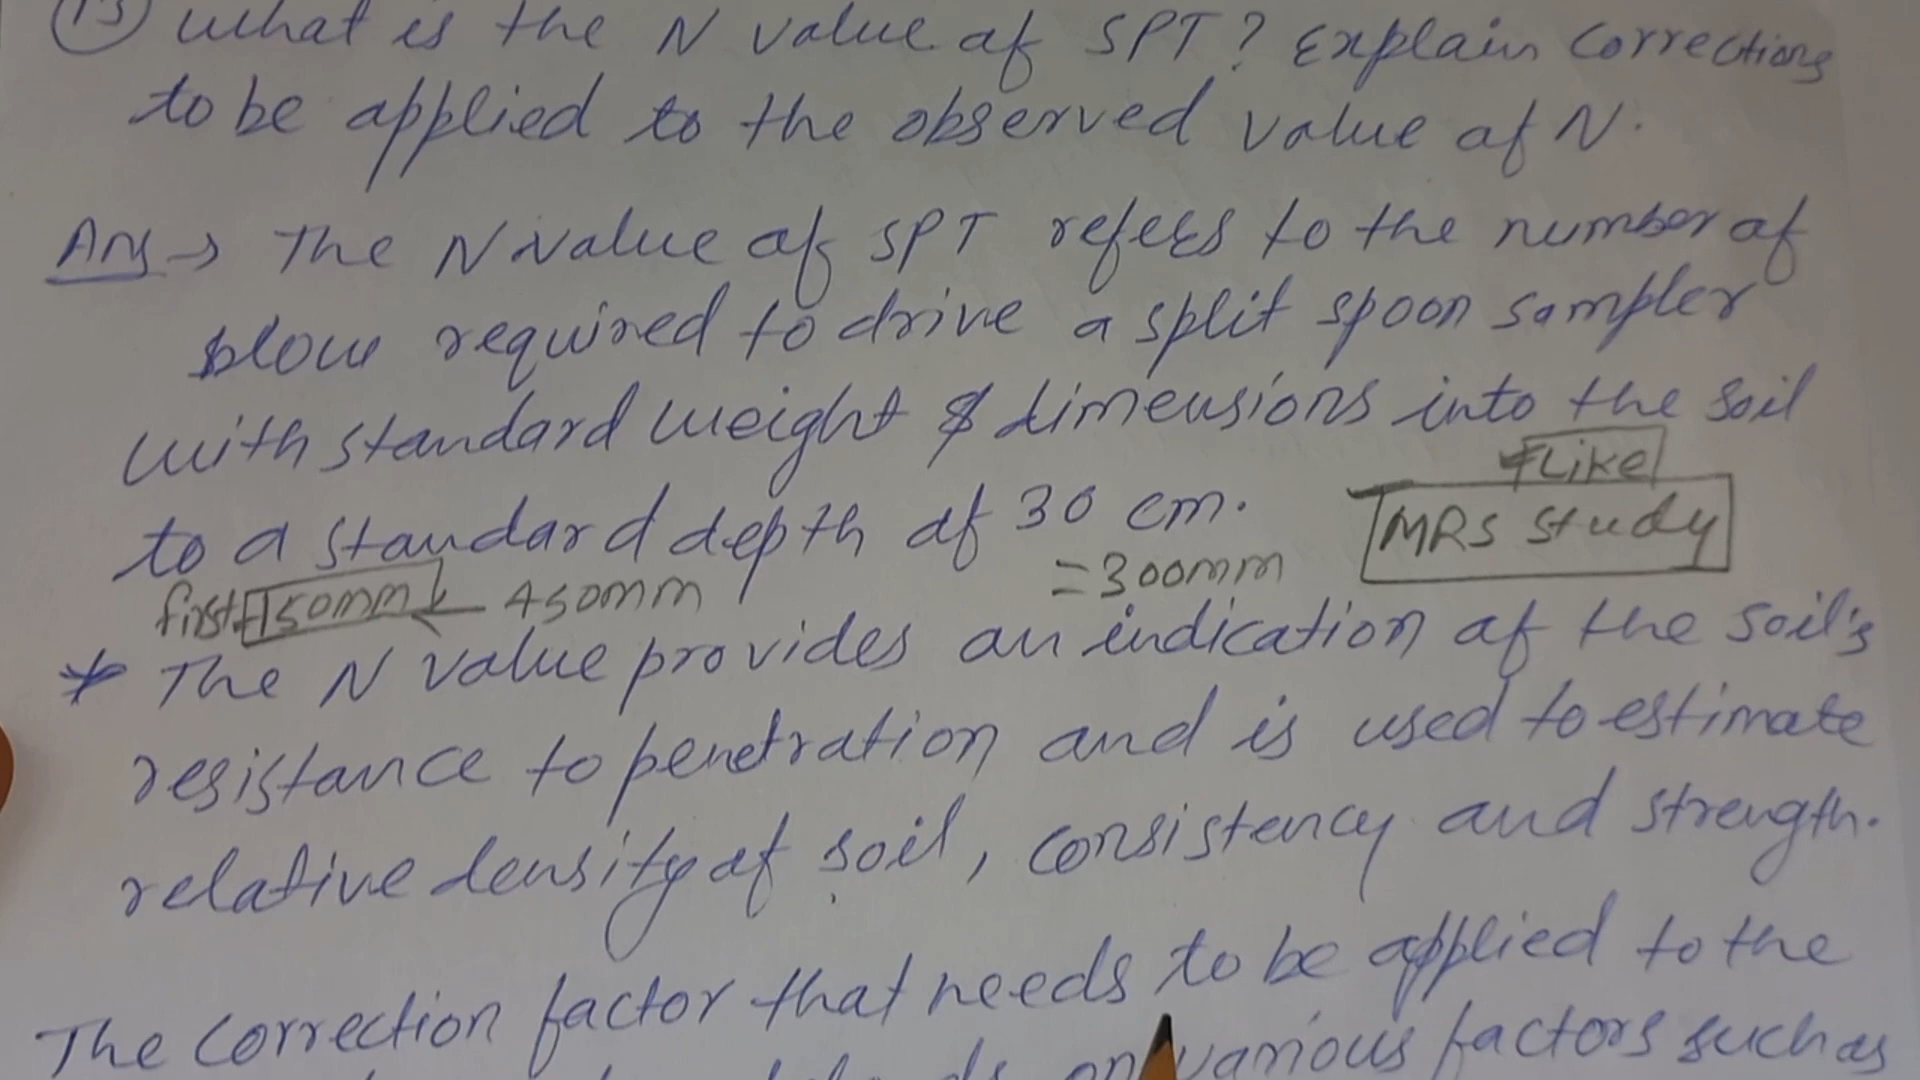 13 What is the N value of SPT? Explain Corrections
to be applied to the observed value of N.
Ans → The N value of SPT refers to the number of
blow required to drive a split spoon sampler
with standard weight & dimensions into the soil
Like
to a standard depth of 30 cm.
MRS Study
= 300mm
first 150mm ← 450mm
* The N value provides an indication of the soil's
resistance to penetration and is used to estimate
relative density of soil, consistency and strength.
The correction factor that needs to be applied to the
on various factors such as